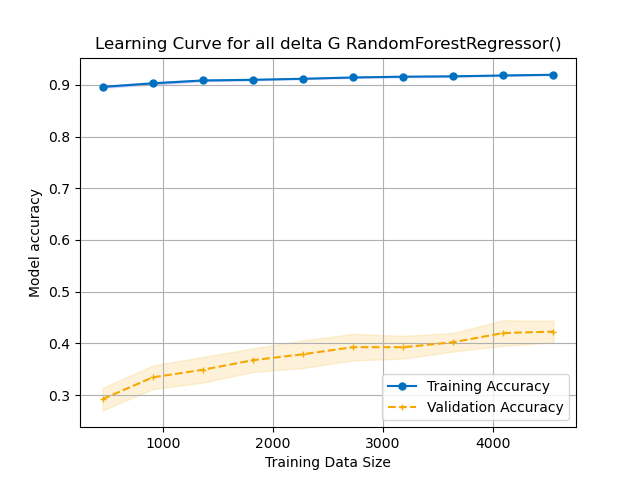 Learning Curve for all delta G RandomForestRegressor()
Model accuracy
0.9
0.8
0.7
0.6
0.5
0.4
0.3
Training Accuracy
Validation Accuracy
1000 2000 3000 4000
Training Data Size